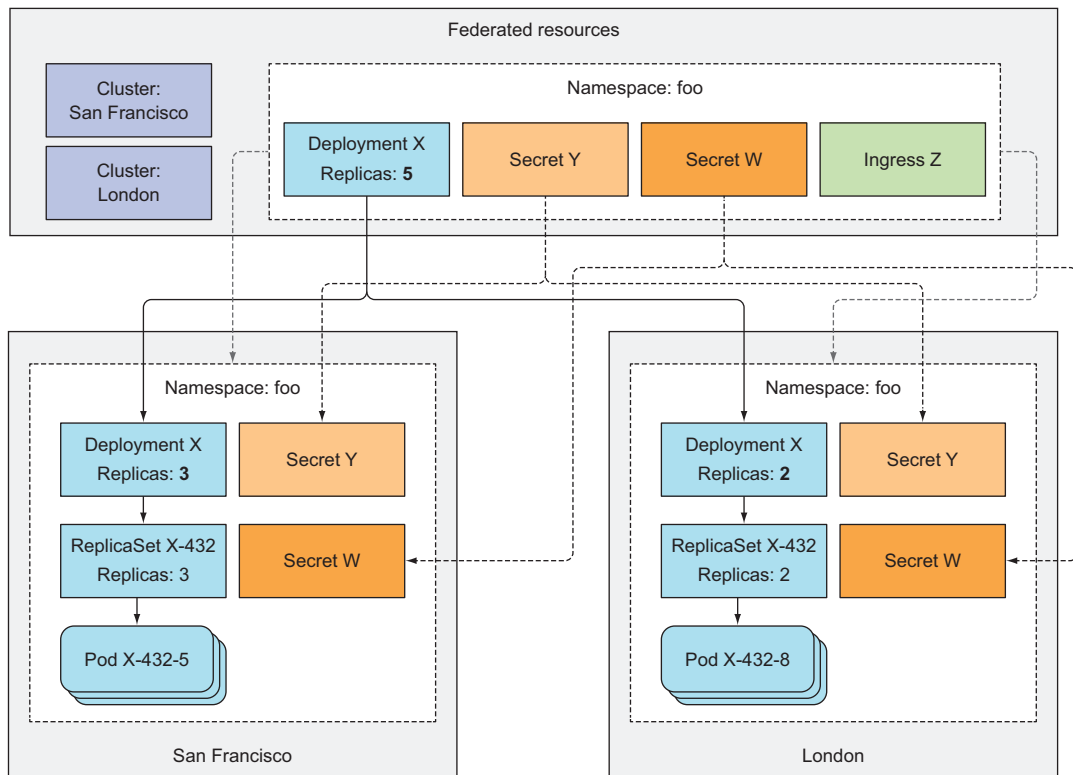 Federated resources
Cluster:
San Francisco
Cluster:
London
Namespace: foo
Deployment X
Replicas: 5
Secret Y
Secret W
Ingress Z
Namespace: foo
Deployment X
Replicas: 3
Secret Y
ReplicaSet X-432
Replicas: 3
Secret W
Pod X-432-5
San Francisco
Namespace: foo
Deployment X
Replicas: 2
Secret Y
ReplicaSet X-432
Replicas: 2
Secret W
Pod X-432-8
London